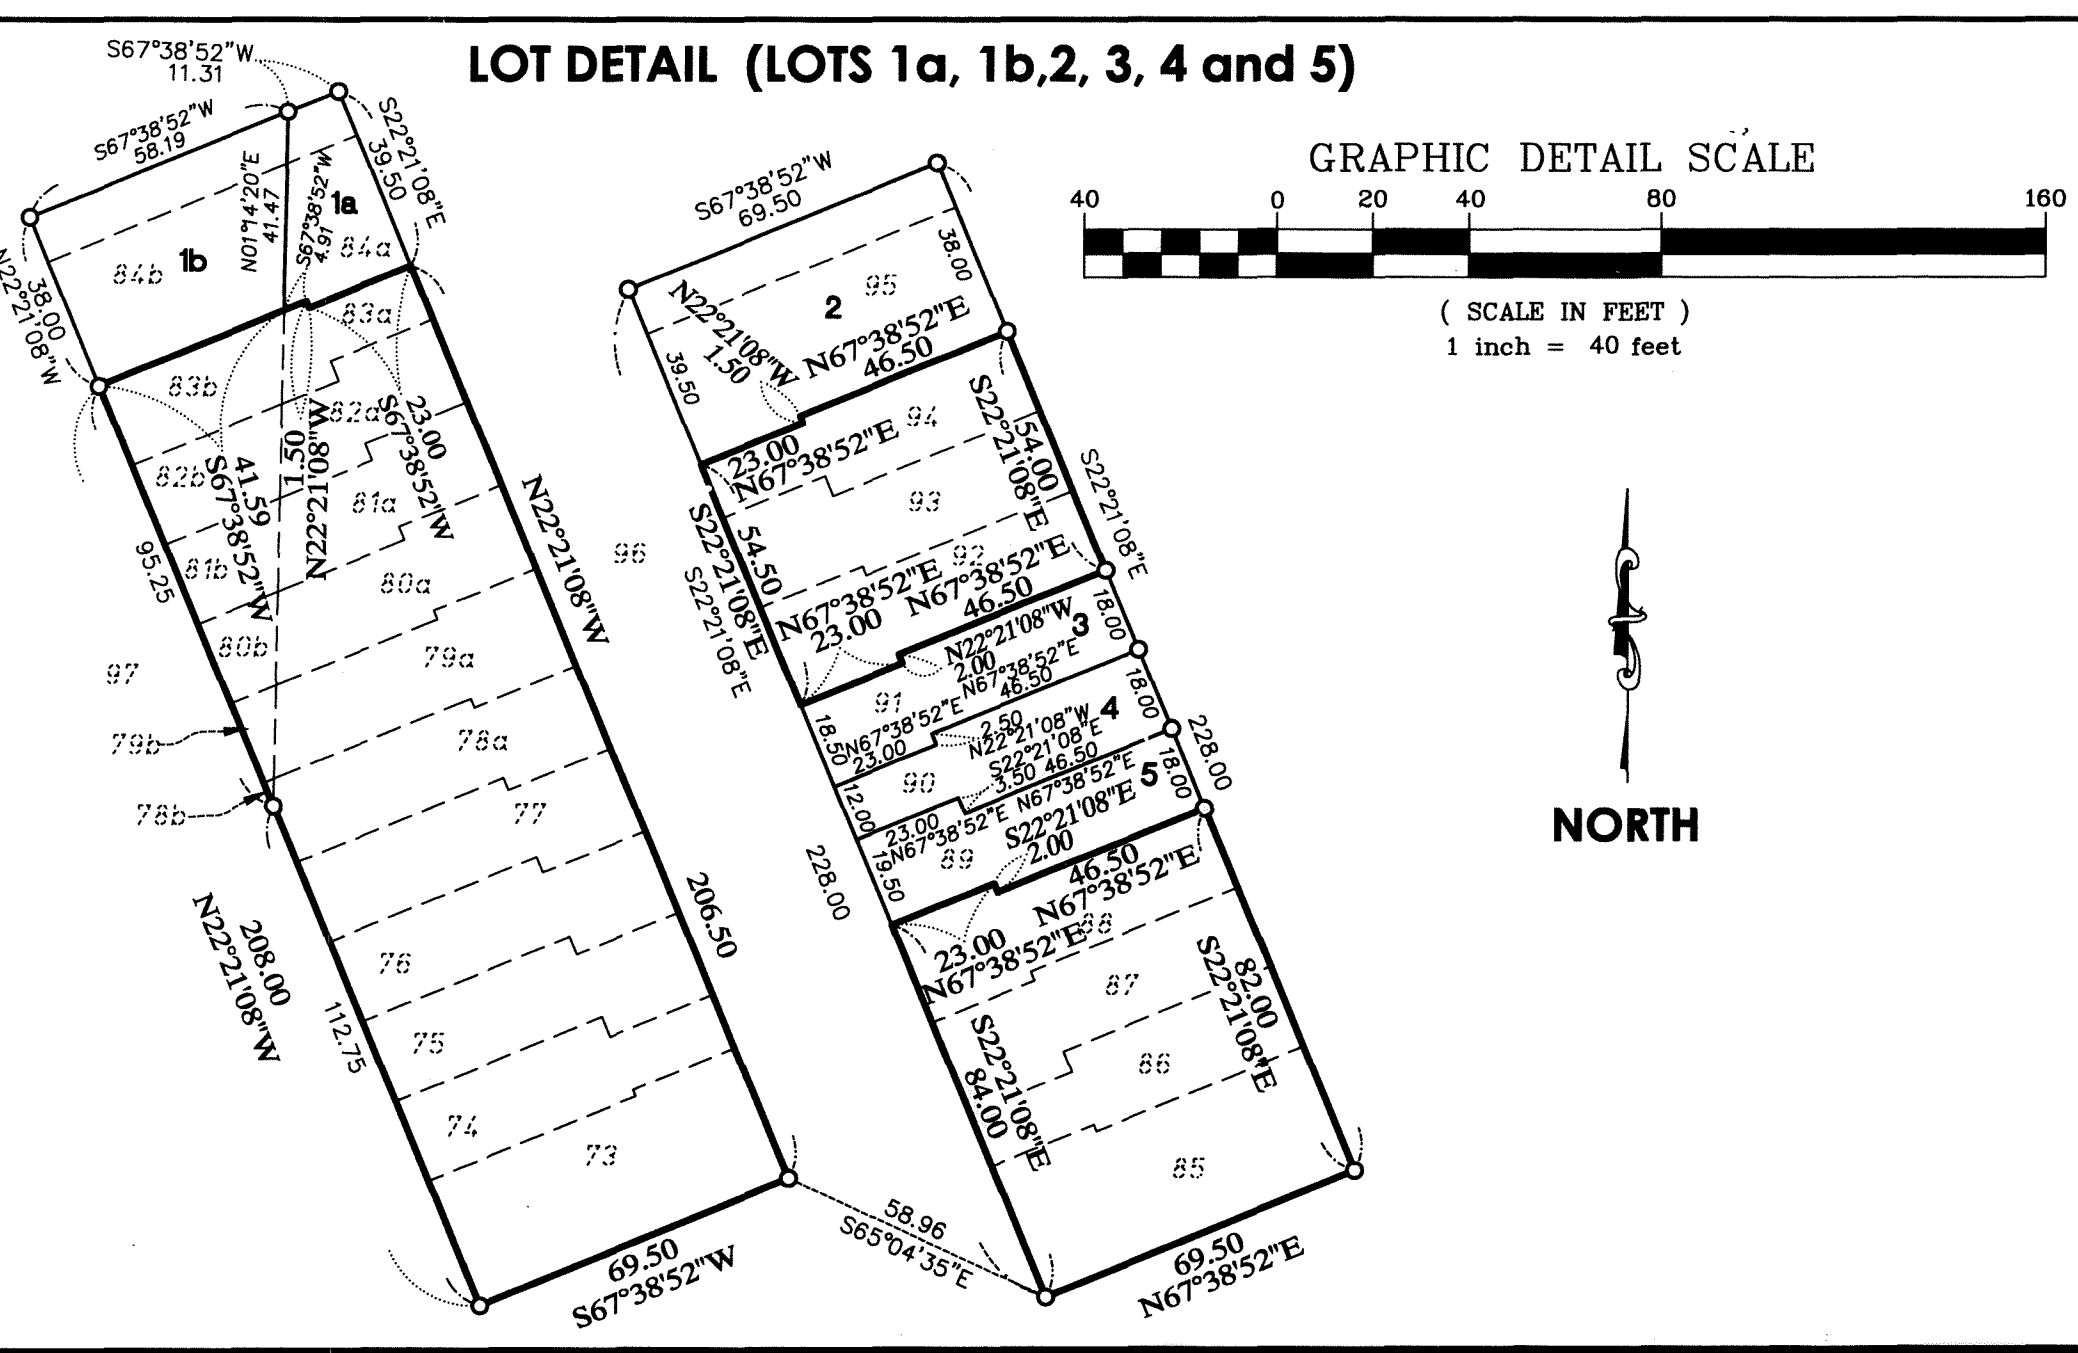 LOT DETAIL (LOTS 1a, 1b,2, 3, 4 and 5)
S67°38'52"W
11.31
S67°38'52"W
58.19
S22°21'08"E
39.50
N01°14'20"E
41.47
S67°38'52"W
4.91
1a
84a
1b
84b
N22°21'08"W
38.00
83a
83b
82a
82b
81a
81b
80a
80b
79a
79b
78a
78b
77
76
75
74
73
97
96
41.59
S67°38'52"W
1.50
N22°21'08"W
23.00
S67°38'52"W
95.25
N22°21'08"W
206.50
208.00
N22°21'08"W
112.75
69.50
S67°38'52"W
58.96
S65°04'35"E
S67°38'52"W
69.50
38.00
95
2
N22°21'08"W
1.50
N67°38'52"E
46.50
39.50
94
23.00
N67°38'52"E
S22°21'08"E
54.00
S22°21'08"E
93
92
54.50
S22°21'08"E
S22°21'08"E
N67°38'52"E
23.00
N67°38'52"E
46.50
18.00
3
N22°21'08"W
2.00
N67°38'52"E
46.50
91
18.50
N67°38'52"E
23.00
18.00
4
2.50
N22°21'08"W
S22°21'08"E
3.50
46.50
N67°38'52"E
90
12.00
23.00
N67°38'52"E
18.00
5
228.00
S22°21'08"E
2.00
89
19.50
228.00
46.50
N67°38'52"E
23.00
N67°38'52"E
88
87
86
85
S22°21'08"E
82.00
S22°21'08"E
84.00
69.50
N67°38'52"E
GRAPHIC DETAIL SCALE
40 0 20 40 80 160
( SCALE IN FEET )
1 inch = 40 feet
NORTH